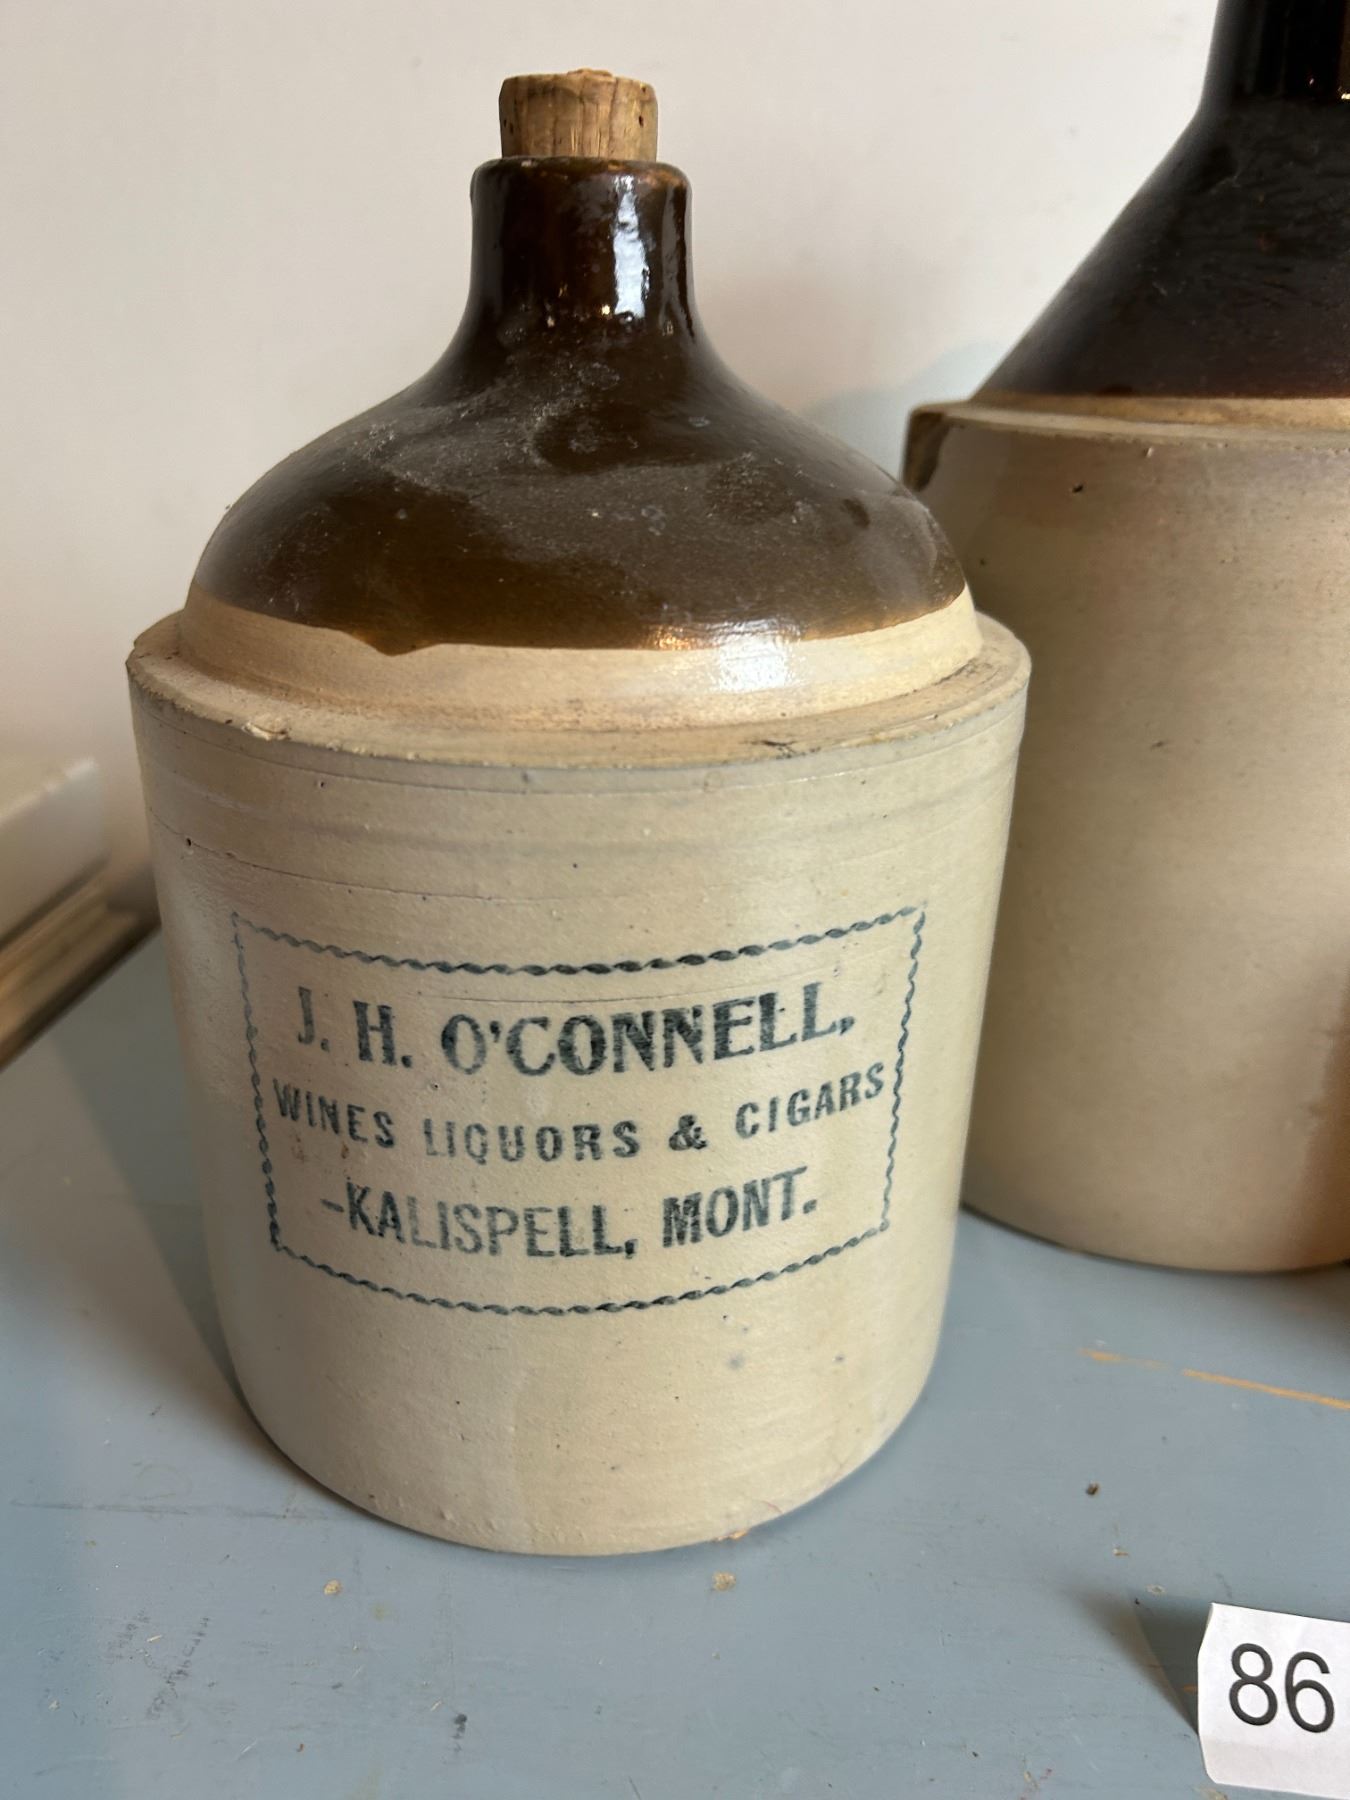 J. H. O'CONNELL,
WINES LIQUORS & CIGARS
-KALISPELL, MONT.
86